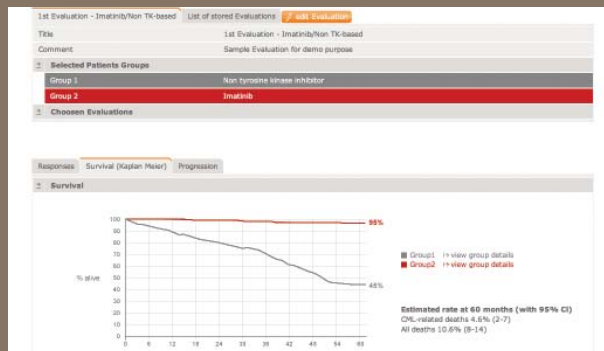 1st Evaluation - Imatinib/Non TK-based List of stored Evaluations edit Evaluation
Title 1st Evaluation - Imatinib/Non TK-based
Comment Sample Evaluation for demo purpose
Selected Patients Groups
Group 1 Non tyrosine kinase inhibitor
Group 2 Imatinib
Choosen Evaluations
Responses Survival (Kaplan Meier) Progression
Survival
100
90
80
70
60
50
40
30
20
10
0
% alive
95%
48%
0 6 12 18 24 30 36 42 48 54 60
Group1 view group details
Group2 view group details
Estimated rate at 60 months (with 95% CI)
CML-related deaths 4.6% (2-7)
All deaths 10.6% (8-14)